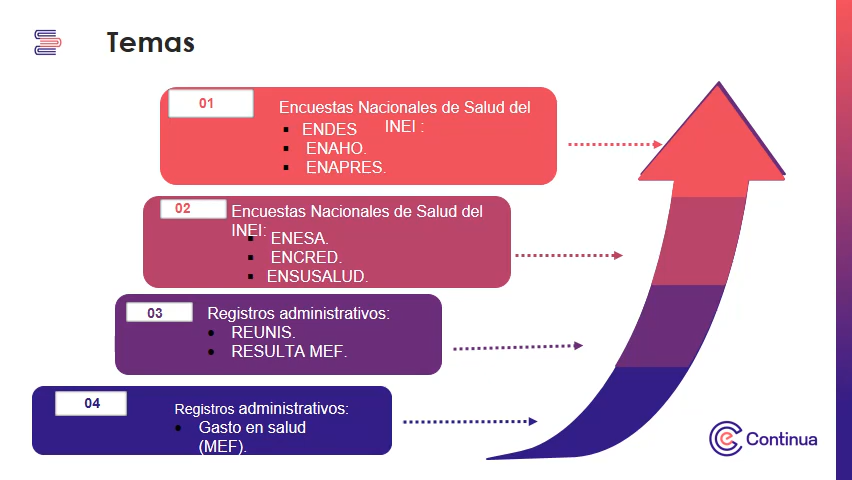 Temas
01
Encuestas Nacionales de Salud del
INEI :
▪ ENDES
▪ ENAHO.
▪ ENAPRES.
02
Encuestas Nacionales de Salud del
INEI:
▪ ENESA.
▪ ENCRED.
▪ ENSUSALUD.
03
Registros administrativos:
• REUNIS.
• RESULTA MEF.
04
Registros administrativos:
• Gasto en salud
(MEF).
Continua